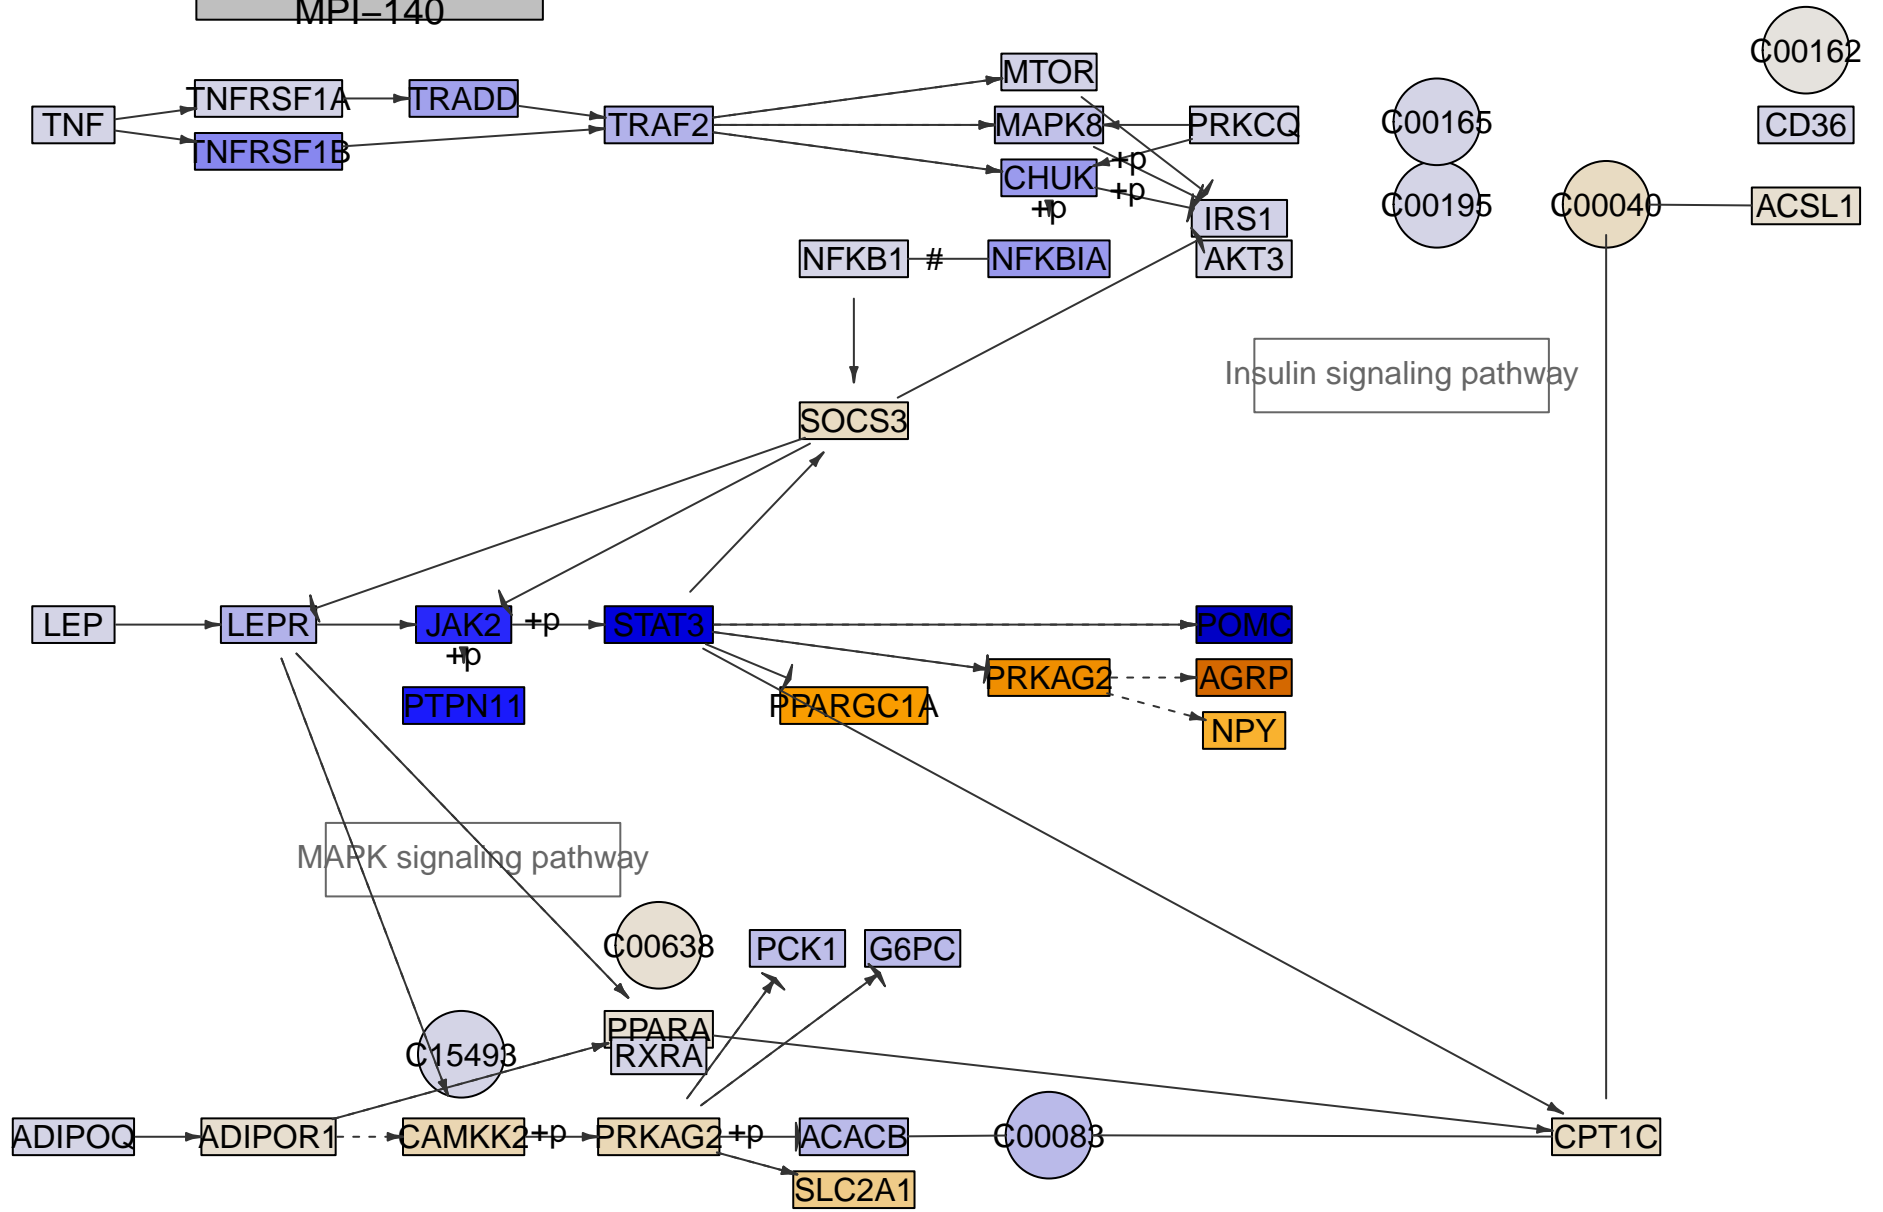 MPI−140
C00162
MTOR
TNFRSF1A
TRADD
TNF
TRAF2
MAPK8
PRKCQ
C00165
CD36
TNFRSF1B
+p
CHUK
+p
+p
C00195
C00040
ACSL1
IRS1
NFKB1
#
NFKBIA
AKT3
Insulin signaling pathway
SOCS3
LEP
LEPR
JAK2
+p
STAT3
POMC
+p
PRKAG2
AGRP
PTPN11
PPARGC1A
NPY
MAPK signaling pathway
C00638
PCK1
G6PC
PPARA
C15493
RXRA
ADIPOQ
ADIPOR1
CAMKK2
+p
PRKAG2
+p
ACACB
C00083
CPT1C
SLC2A1